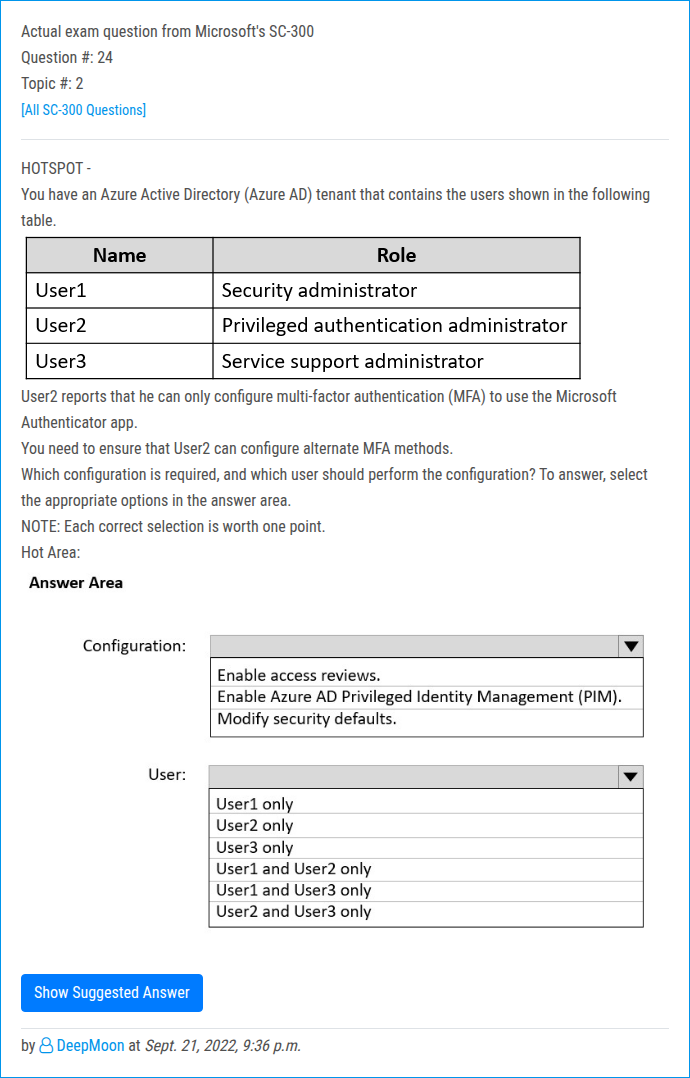 Actual exam question from Microsoft's SC-300
Question #: 24
Topic #: 2
[All SC-300 Questions]
HOTSPOT -
You have an Azure Active Directory (Azure AD) tenant that contains the users shown in the following
table.
Name Role
User1 Security administrator
User2 Privileged authentication administrator
User3 Service support administrator
User2 reports that he can only configure multi-factor authentication (MFA) to use the Microsoft
Authenticator app.
You need to ensure that User2 can configure alternate MFA methods.
Which configuration is required, and which user should perform the configuration? To answer, select
the appropriate options in the answer area.
NOTE: Each correct selection is worth one point.
Hot Area:
Answer Area
Configuration:
Enable access reviews.
Enable Azure AD Privileged Identity Management (PIM).
Modify security defaults.
User:
User1 only
User2 only
User3 only
User1 and User2 only
User1 and User3 only
User2 and User3 only
Show Suggested Answer
by DeepMoon at Sept. 21, 2022, 9:36 p.m.